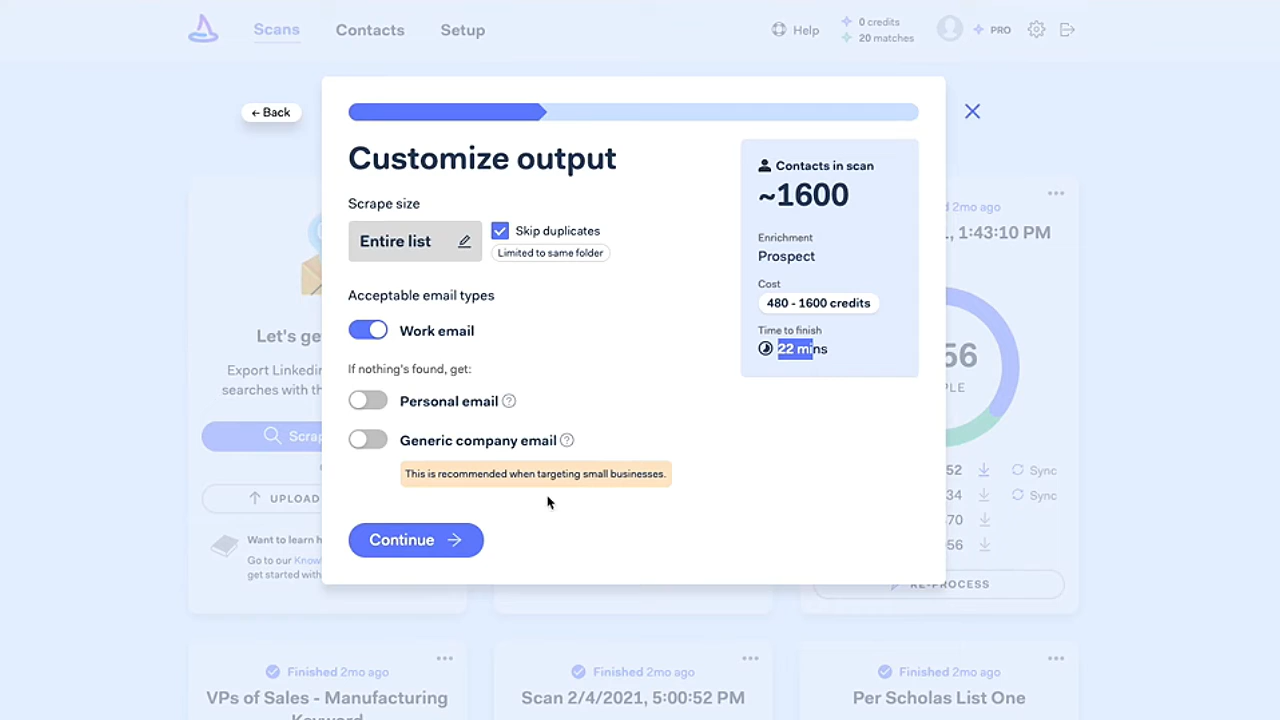 Scans
Contacts
Setup
Help
0 credits
20 matches
PRO
← Back
Customize output
Scrape size
Entire list
Skip duplicates
Limited to same folder
Acceptable email types
Work email
If nothing's found, get:
Personal email
Generic company email
This is recommended when targeting small businesses.
Continue
Contacts in scan
~1600
Enrichment
Prospect
Cost
480 - 1600 credits
Time to finish
22 mins
Let's ge
Export Linkedin
searches with th
Scrap
UPLOAD
Want to learn h
Go to our Know
get started with
d 2mo ago
, 1:43:10 PM
56
PLE
52
Sync
34
Sync
70
56
RE-PROCESS
Finished 2mo ago
VPs of Sales - Manufacturing
Keyword
Finished 2mo ago
Scan 2/4/2021, 5:00:52 PM
Finished 2mo ago
Per Scholas List One